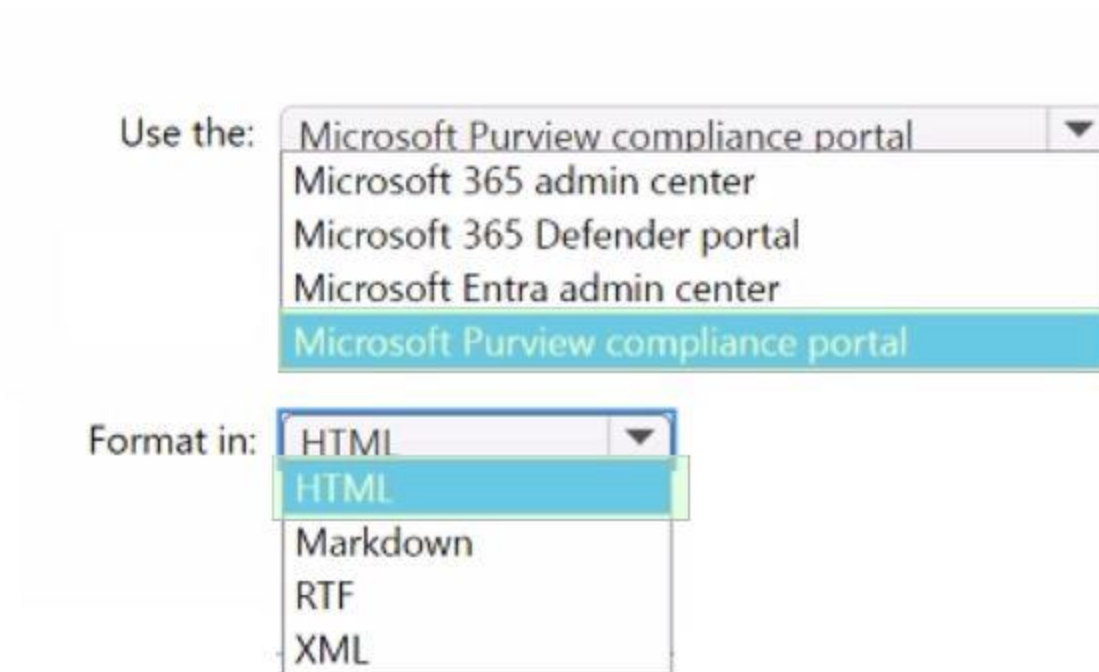 Use the: Microsoft Purview compliance portal
Microsoft 365 admin center
Microsoft 365 Defender portal
Microsoft Entra admin center
Microsoft Purview compliance portal
Format in: HTML
HTML
Markdown
RTF
XML